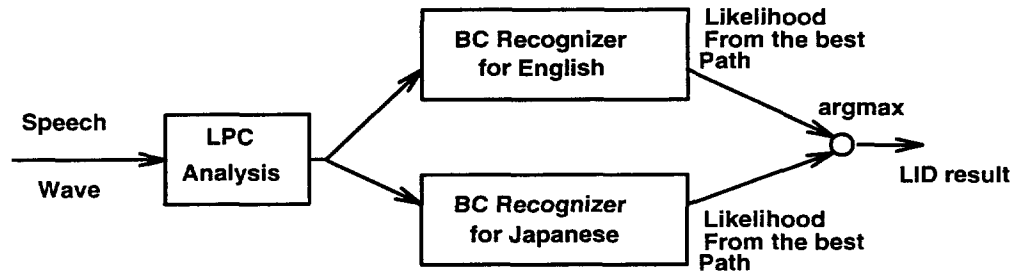 Speech
Wave
LPC
Analysis
BC Recognizer
for English
Likelihood
From the best
Path
BC Recognizer
for Japanese
Likelihood
From the best
Path
argmax
LID result